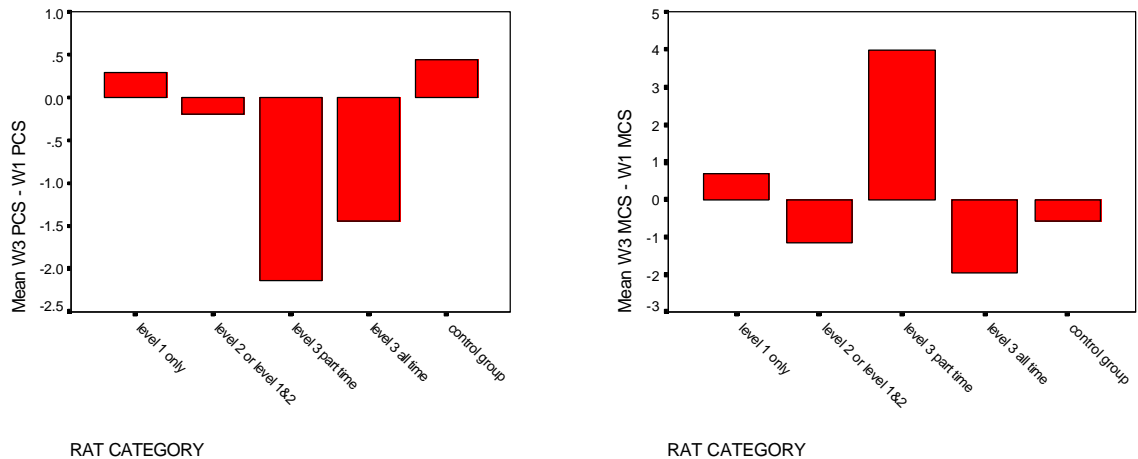 Mean W3 PCS - W1 PCS
1.0
.5
0.0
-.5
-1.0
-1.5
-2.0
-2.5
level 1 only
level 2 or level 1&2
level 3 part time
level 3 all time
control group
RAT CATEGORY
Mean W3 MCS - W1 MCS
5
4
3
2
1
0
-1
-2
-3
level 1 only
level 2 or level 1&2
level 3 part time
level 3 all time
control group
RAT CATEGORY